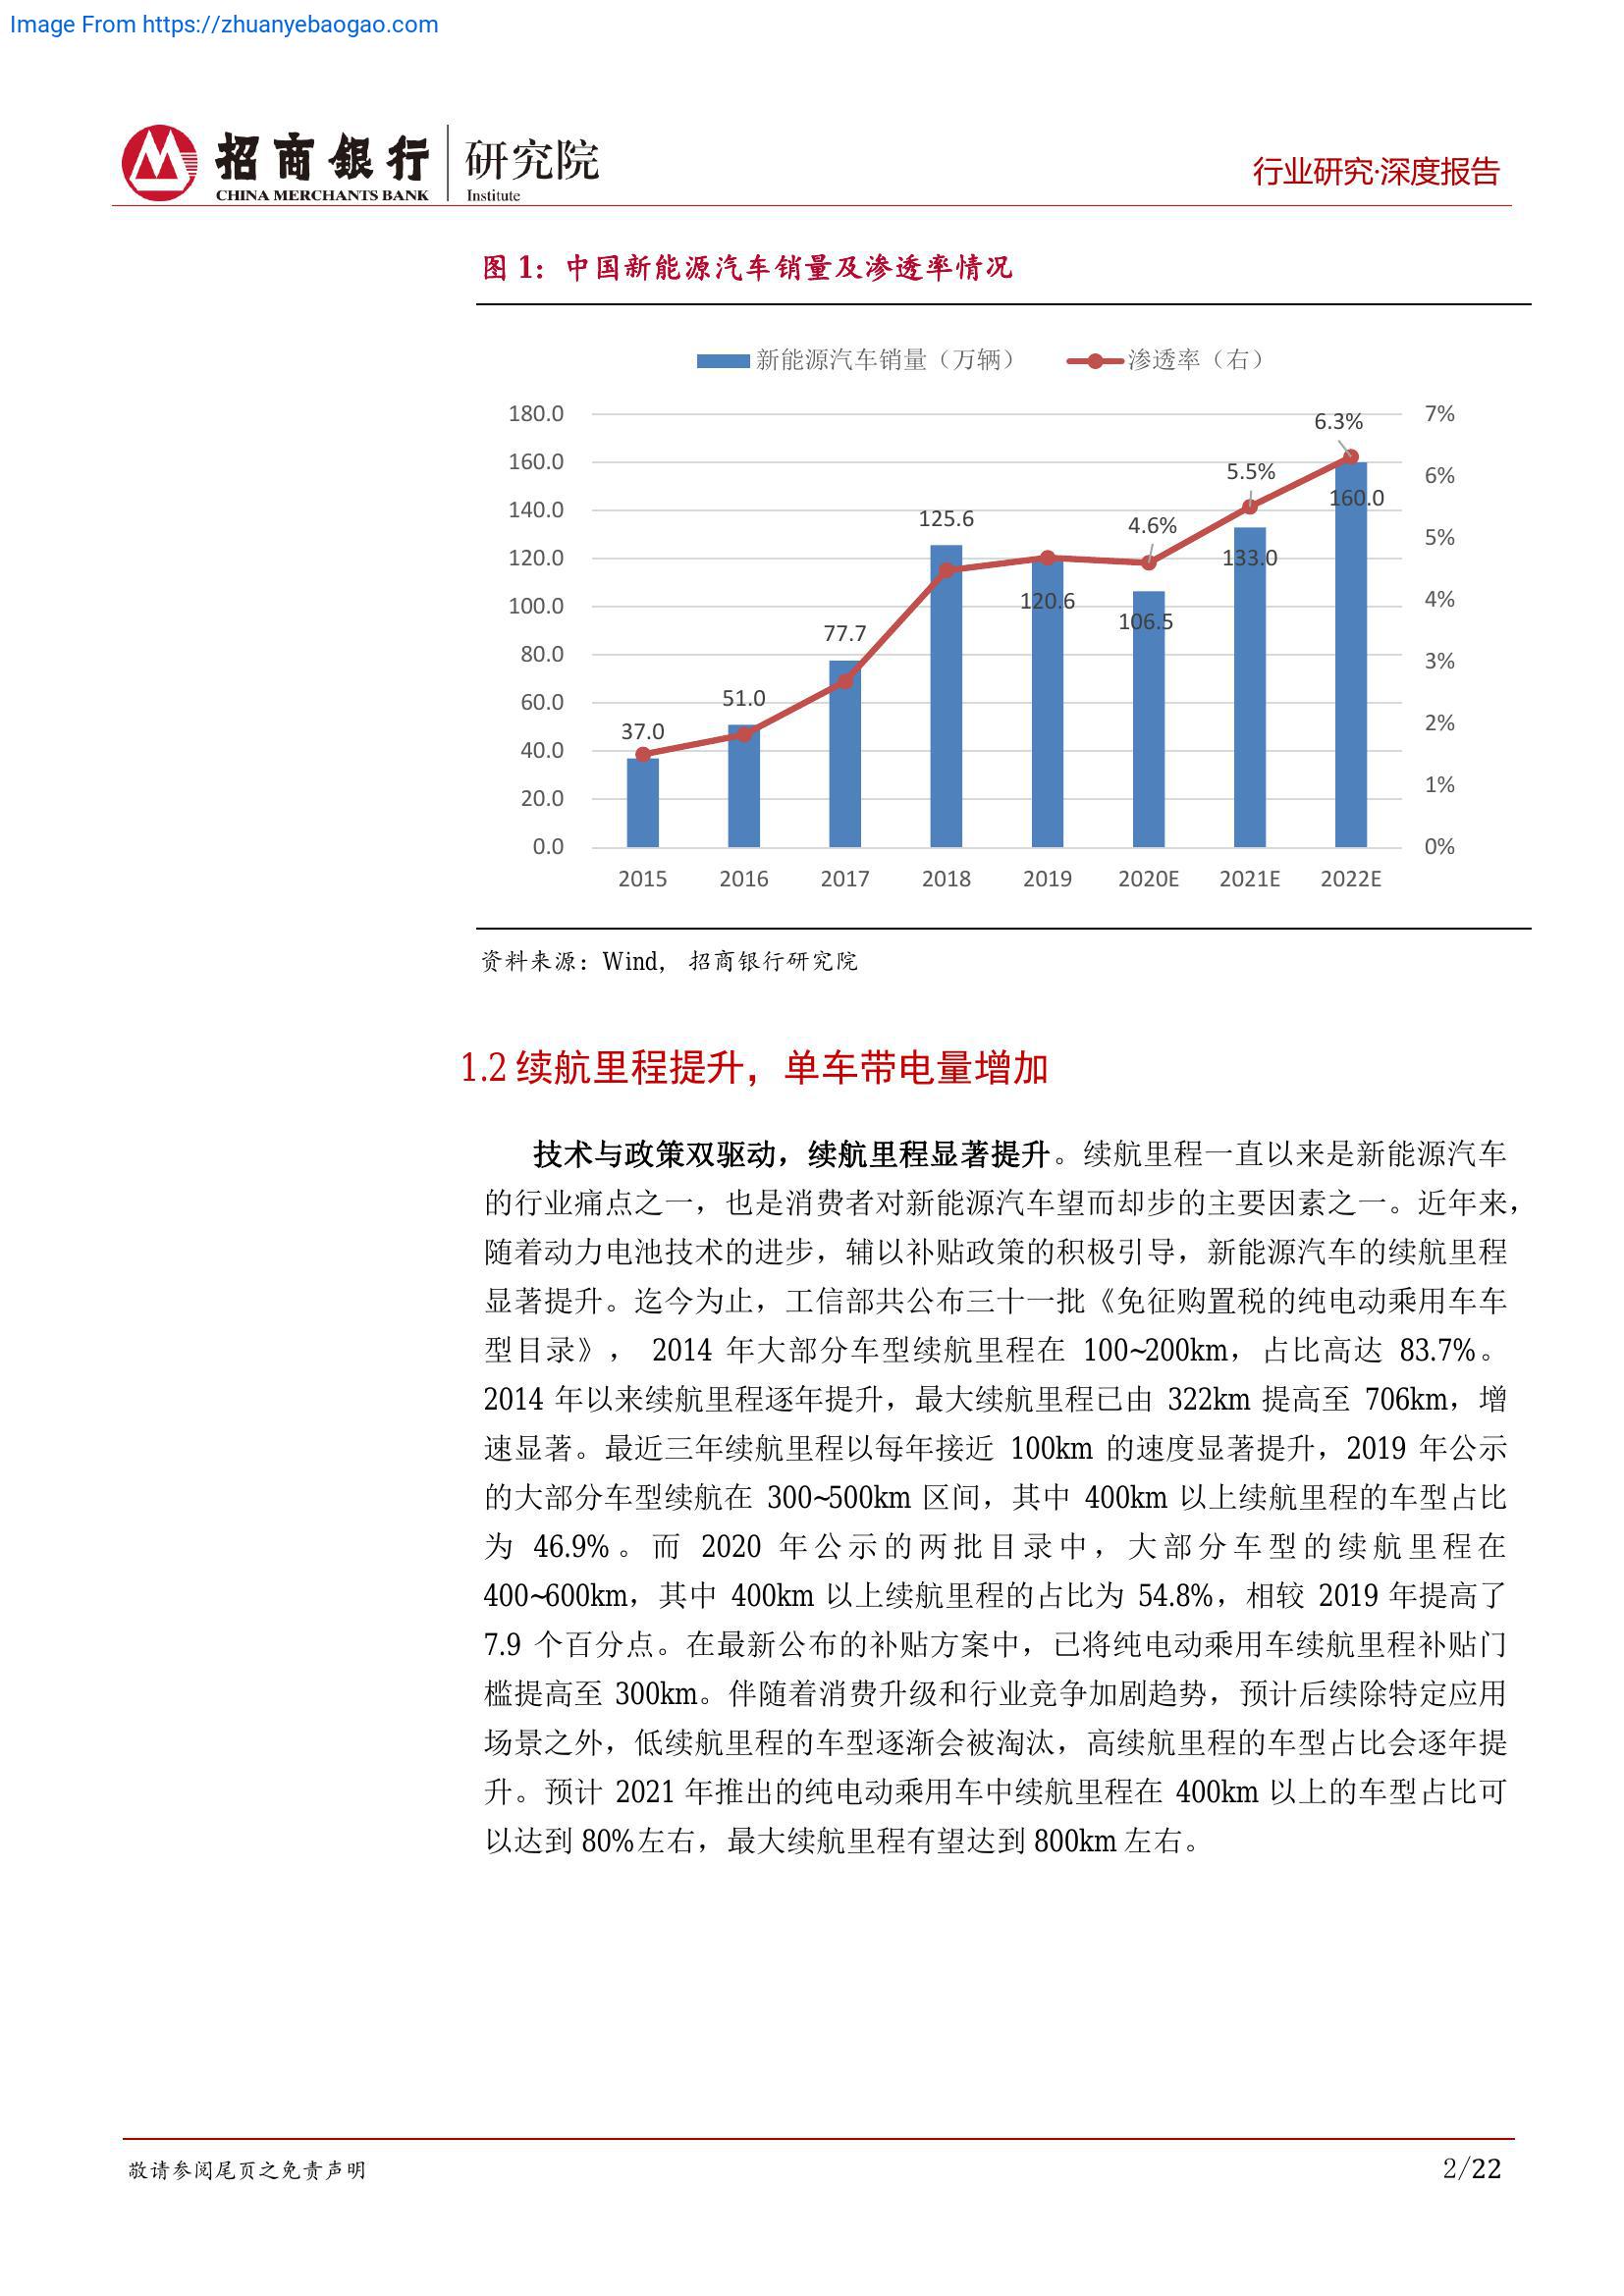 Image From https://zhuanyebaogao.com
招商银行 研究院
CHINA MERCHANTS BANK Institute
行业研究·深度报告
图 1：中国新能源汽车销量及渗透率情况
新能源汽车销量（万辆） 渗透率（右）
180.0 7%
6.3%
160.0 6%
5.5%
160.0
140.0
125.6 4.6% 5%
120.0 133.0
100.0 120.6 4%
106.5
77.7
80.0 3%
51.0
60.0 2%
37.0
40.0
20.0 1%
0.0 0%
2015 2016 2017 2018 2019 2020E 2021E 2022E
资料来源：Wind， 招商银行研究院
1.2 续航里程提升，单车带电量增加
技术与政策双驱动，续航里程显著提升。续航里程一直以来是新能源汽车
的行业痛点之一，也是消费者对新能源汽车望而却步的主要因素之一。近年来，
随着动力电池技术的进步，辅以补贴政策的积极引导，新能源汽车的续航里程
显著提升。迄今为止，工信部共公布三十一批《免征购置税的纯电动乘用车车
型目录》， 2014 年大部分车型续航里程在 100~200km，占比高达 83.7%。
2014 年以来续航里程逐年提升，最大续航里程已由 322km 提高至 706km，增
速显著。最近三年续航里程以每年接近 100km 的速度显著提升，2019 年公示
的大部分车型续航在 300~500km 区间，其中 400km 以上续航里程的车型占比
为 46.9%。而 2020 年公示的两批目录中，大部分车型的续航里程在
400~600km，其中 400km 以上续航里程的占比为 54.8%，相较 2019 年提高了
7.9 个百分点。在最新公布的补贴方案中，已将纯电动乘用车续航里程补贴门
槛提高至 300km。伴随着消费升级和行业竞争加剧趋势，预计后续除特定应用
场景之外，低续航里程的车型逐渐会被淘汰，高续航里程的车型占比会逐年提
升。预计 2021 年推出的纯电动乘用车中续航里程在 400km 以上的车型占比可
以达到 80%左右，最大续航里程有望达到 800km 左右。
敬请参阅尾页之免责声明
2/22